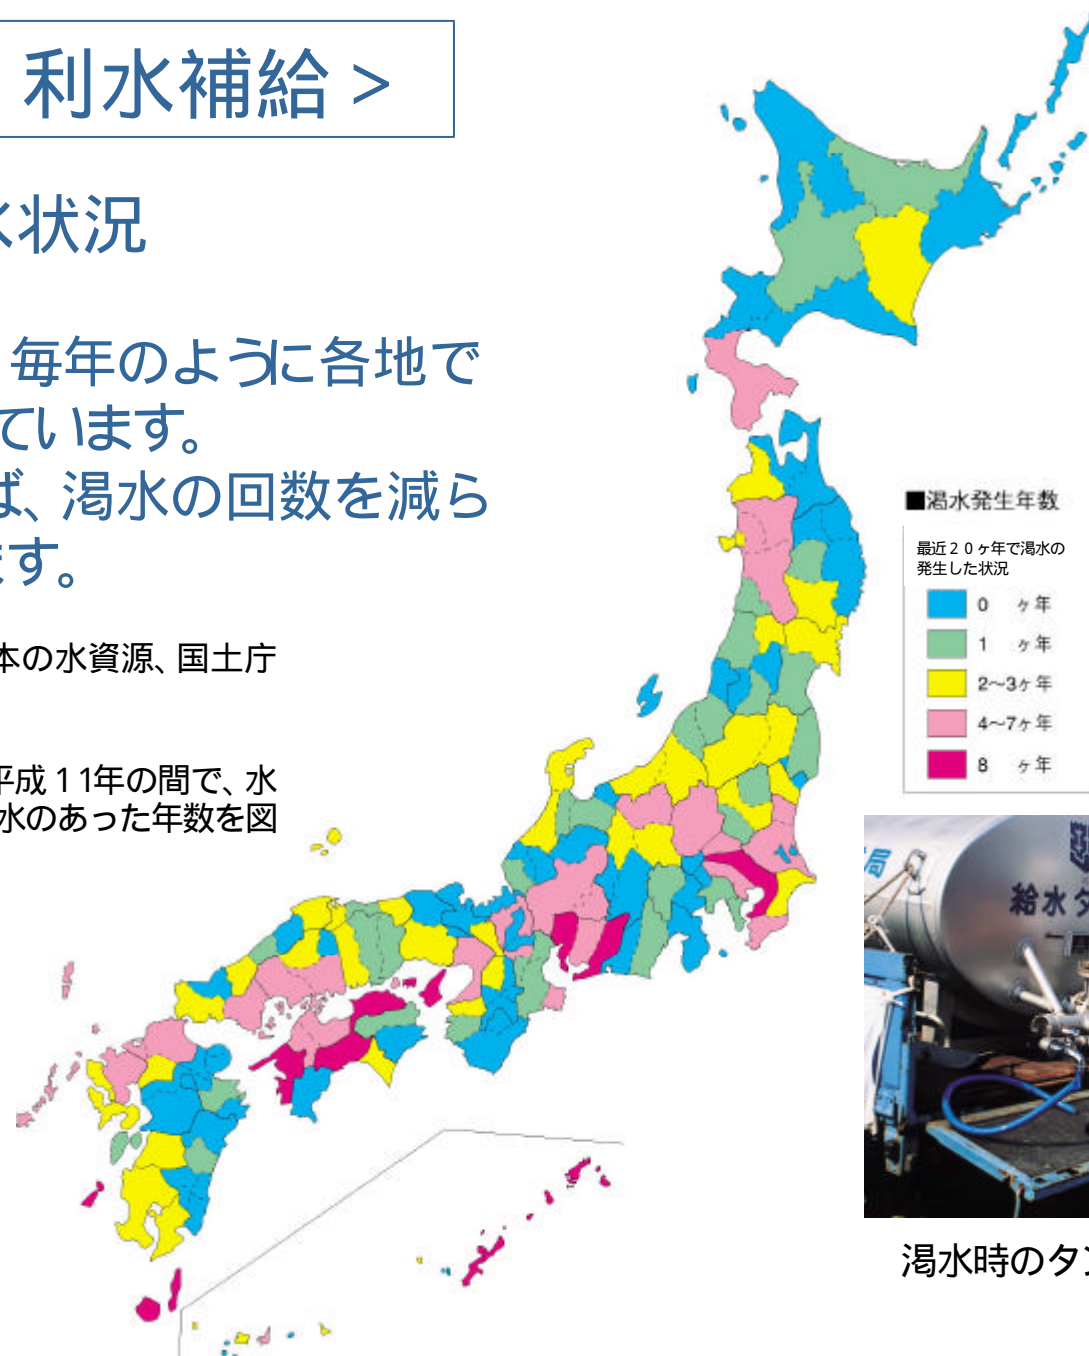 利水補給>
水状況
毎年のように各地で
ています。
ば、渇水の回数を減ら
ます。
本の水資源、国土庁
平成11年の間で、水
水のあった年数を図
■渇水発生年数
最近20ヶ年で渇水の
発生した状況
0 ヶ年
1 ヶ年
2~3ヶ年
4~7ヶ年
8 ヶ年
局
給水タ
渇水時のタン